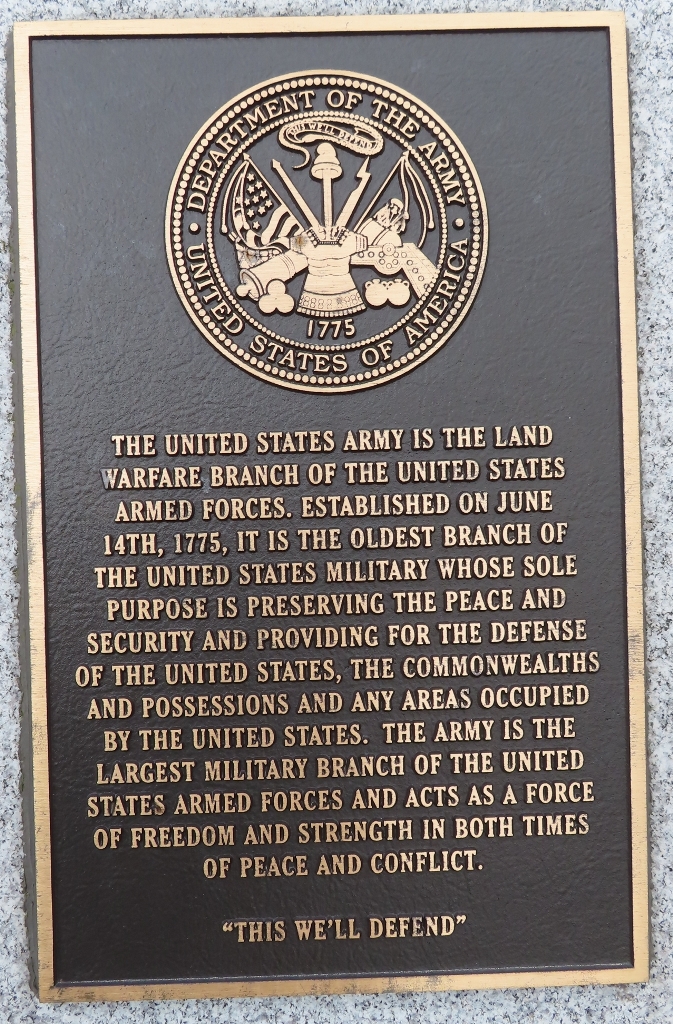 DEPARTMENT OF THE ARMY
THIS WE'LL DEFEND
1775
UNITED STATES OF AMERICA
THE UNITED STATES ARMY IS THE LAND
WARFARE BRANCH OF THE UNITED STATES
ARMED FORCES. ESTABLISHED ON JUNE
14TH, 1775, IT IS THE OLDEST BRANCH OF
THE UNITED STATES MILITARY WHOSE SOLE
PURPOSE IS PRESERVING THE PEACE AND
SECURITY AND PROVIDING FOR THE DEFENSE
OF THE UNITED STATES, THE COMMONWEALTHS
AND POSSESSIONS AND ANY AREAS OCCUPIED
BY THE UNITED STATES. THE ARMY IS THE
LARGEST MILITARY BRANCH OF THE UNITED
STATES ARMED FORCES AND ACTS AS A FORCE
OF FREEDOM AND STRENGTH IN BOTH TIMES
OF PEACE AND CONFLICT.
"THIS WE'LL DEFEND"